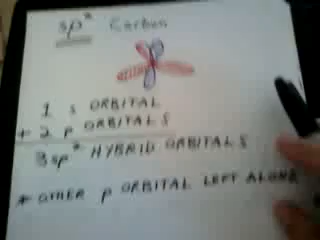 sp² Carbon
1 s ORBITAL
+ 2 p ORBITALS
3 sp² HYBRID ORBITALS
* OTHER p ORBITAL LEFT ALONE